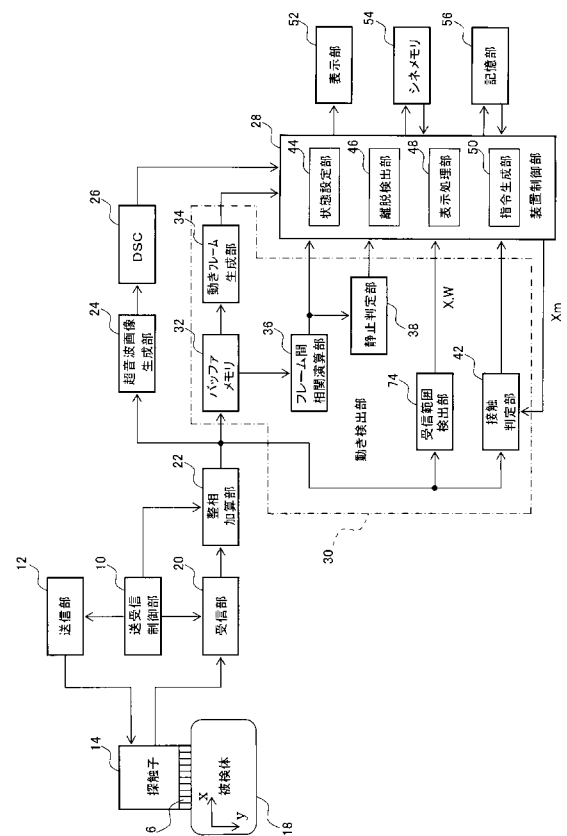 12
送信部
10
送受信
制御部
20
受信部
14
探触子
6
被検体
x
y
18
22
整相
加算部
24
超音波画像
生成部
26
DSC
32
バッファ
メモリ
34
動きフレーム
生成部
36
フレーム間
相関演算部
静止判定部
38
動き検出部
74
受信範囲
検出部
42
接触
判定部
30
X,W
Xm
28
44
状態設定部
46
離脱検出部
48
表示処理部
50
指令生成部
装置制御部
52
表示部
54
シネメモリ
56
記憶部